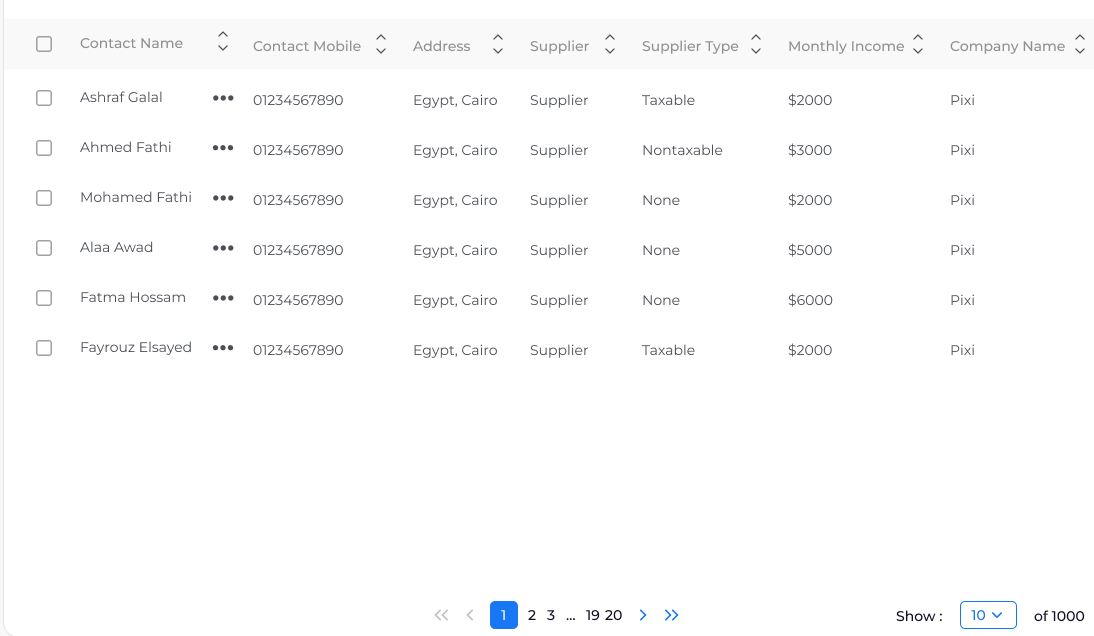 Contact Name Contact Mobile Address Supplier Supplier Type Monthly Income Company Name
Ashraf Galal ••• 01234567890 Egypt, Cairo Supplier Taxable $2000 Pixi
Ahmed Fathi ••• 01234567890 Egypt, Cairo Supplier Nontaxable $3000 Pixi
Mohamed Fathi ••• 01234567890 Egypt, Cairo Supplier None $2000 Pixi
Alaa Awad ••• 01234567890 Egypt, Cairo Supplier None $5000 Pixi
Fatma Hossam ••• 01234567890 Egypt, Cairo Supplier None $6000 Pixi
Fayrouz Elsayed ••• 01234567890 Egypt, Cairo Supplier Taxable $2000 Pixi
1 2 3 ... 19 20 Show : 10 of 1000